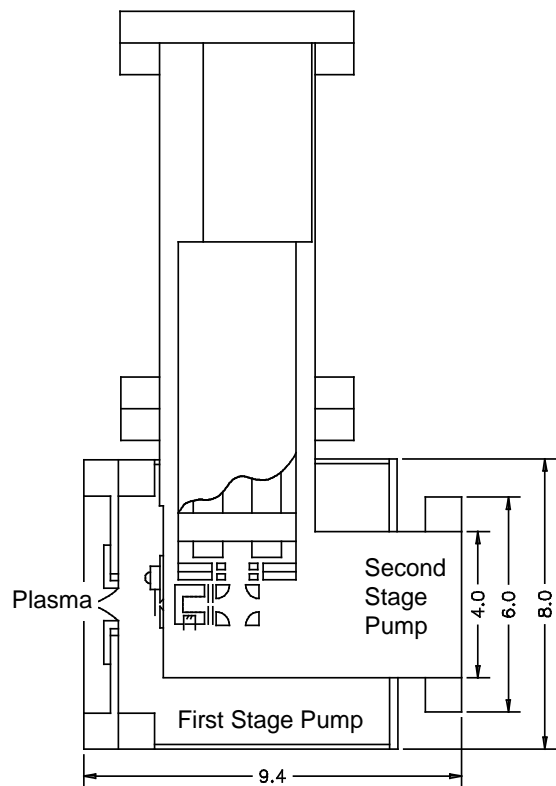 Plasma
Second
Stage
Pump
First Stage Pump
4.0
6.0
8.0
9.4